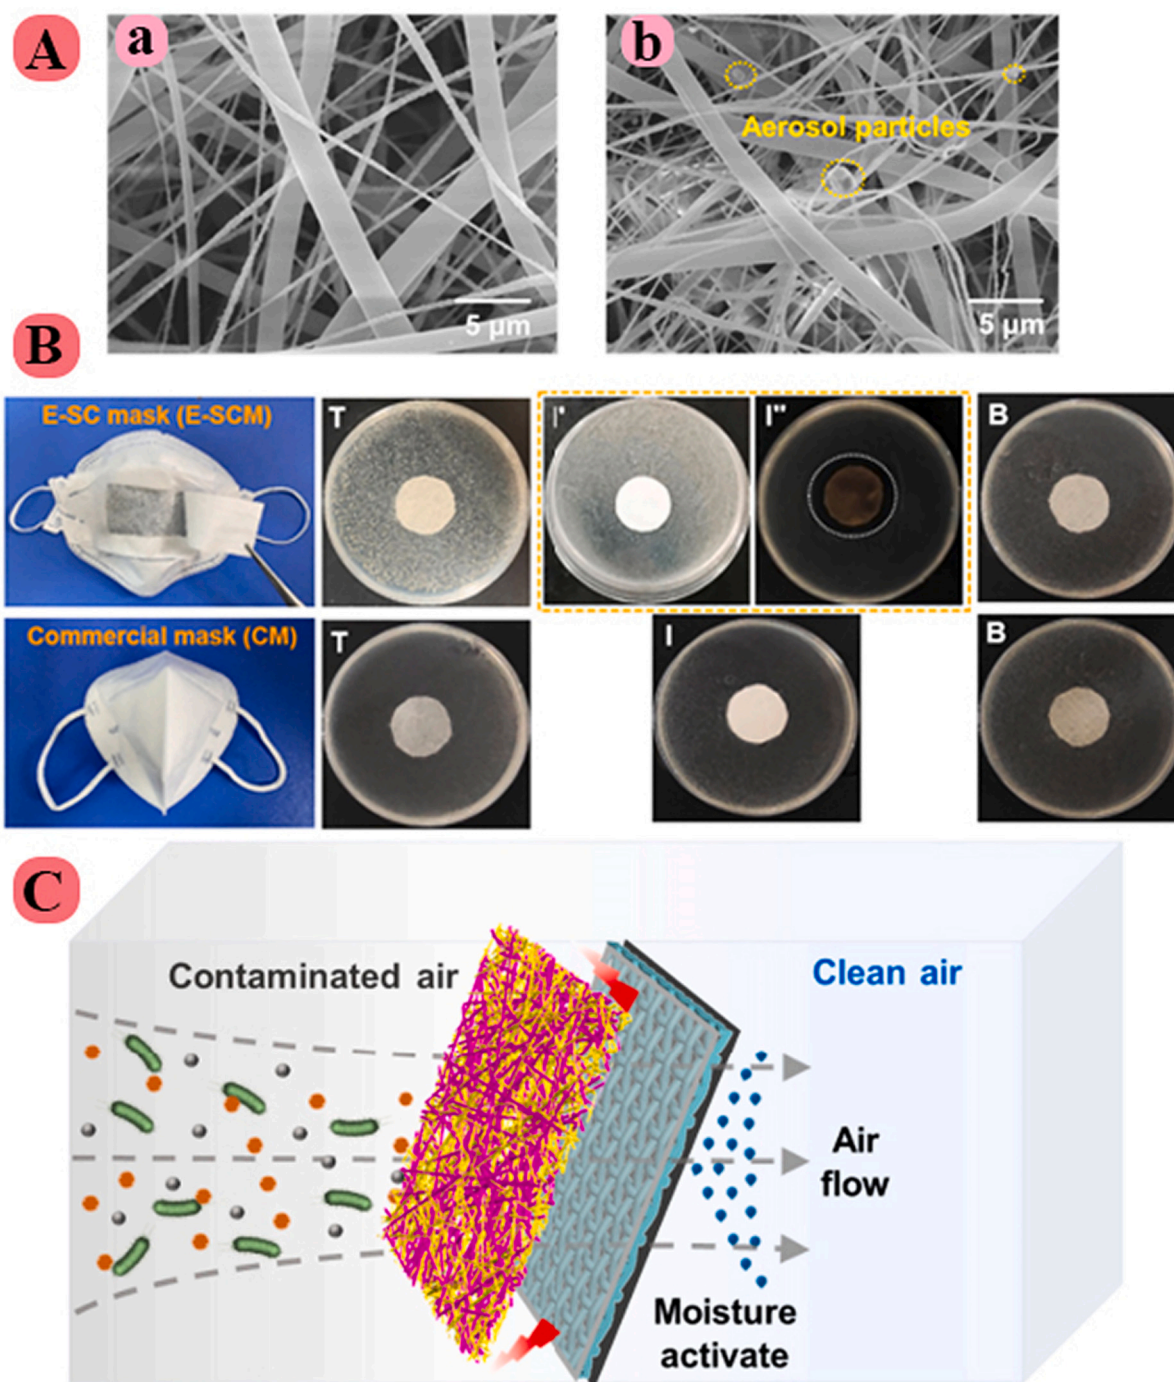 A
a
b
Aerosol particles
5 μm
5 μm
B
E-SC mask (E-SCM)
T
I'
I''
B
Commercial mask (CM)
T
I
B
C
Contaminated air
Clean air
Air
flow
Moisture
activate